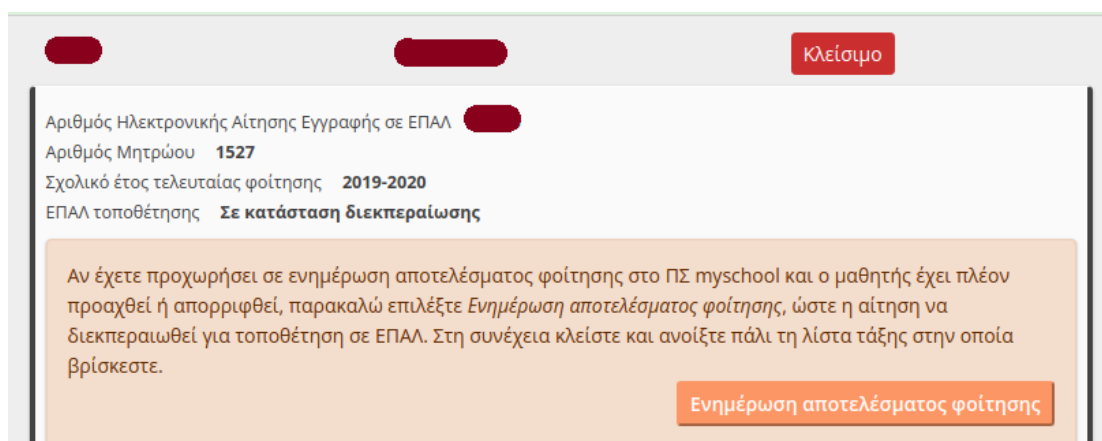 Κλείσιμο
Αριθμός Ηλεκτρονικής Αίτησης Εγγραφής σε ΕΠΑΛ
Αριθμός Μητρώου 1527
Σχολικό έτος τελευταίας φοίτησης 2019-2020
ΕΠΑΛ τοποθέτησης Σε κατάσταση διεκπεραίωσης
Αν έχετε προχωρήσει σε ενημέρωση αποτελέσματος φοίτησης στο ΠΣ myschool και ο μαθητής έχει πλέον
προαχθεί ή απορριφθεί, παρακαλώ επιλέξτε Ενημέρωση αποτελέσματος φοίτησης, ώστε η αίτηση να
διεκπεραιωθεί για τοποθέτηση σε ΕΠΑΛ. Στη συνέχεια κλείστε και ανοίξτε πάλι τη λίστα τάξης στην οποία
βρίσκεστε.
Ενημέρωση αποτελέσματος φοίτησης